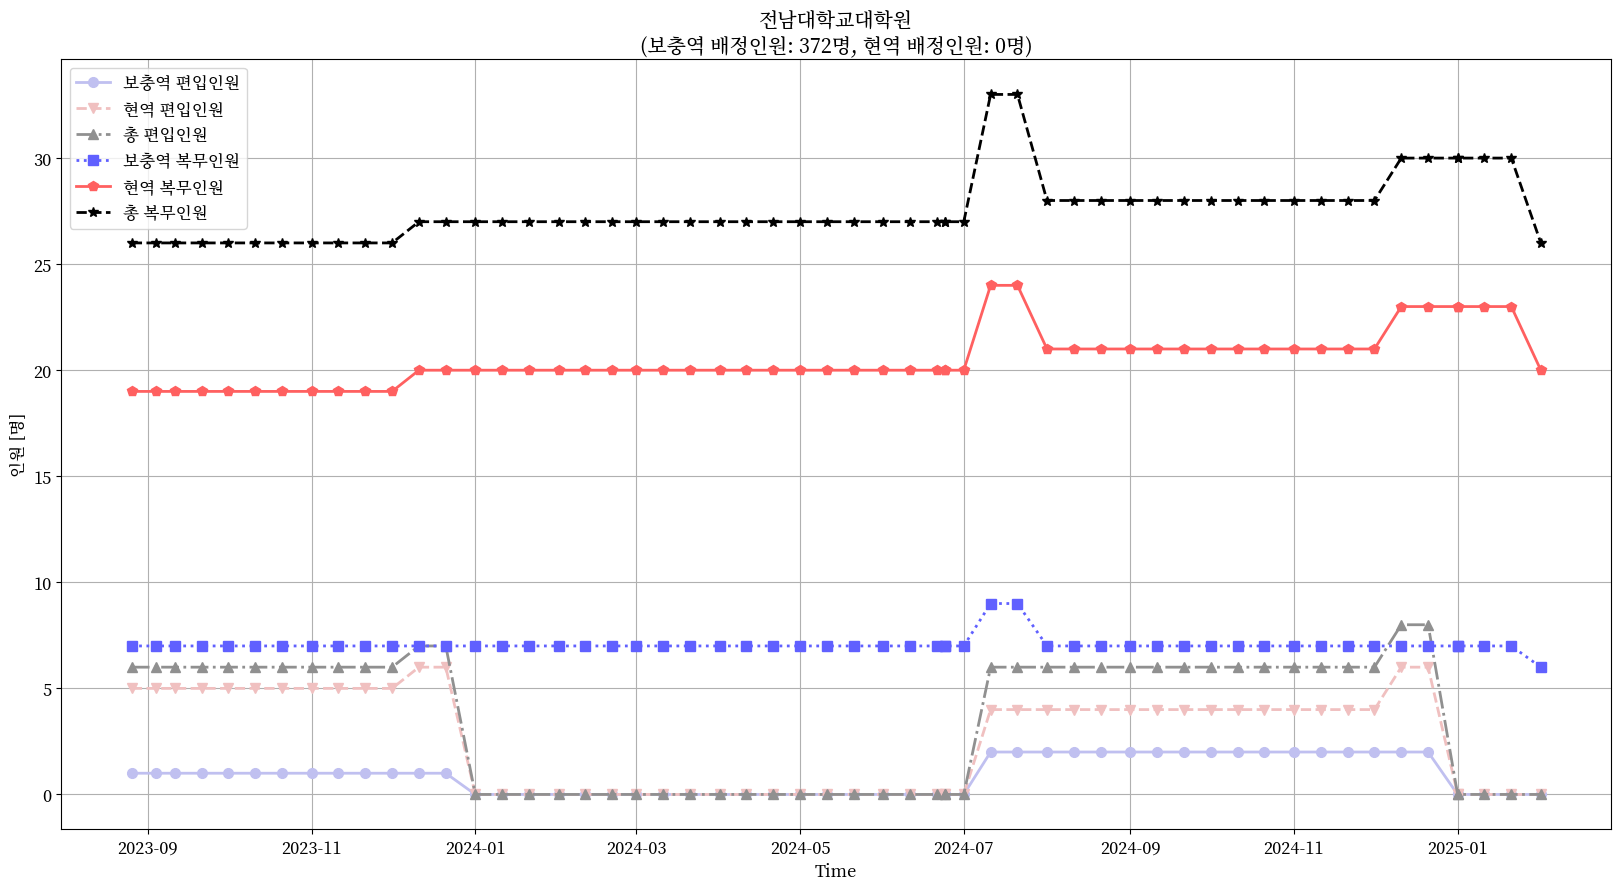 전남대학교대학원
(보충역 배정인원: 372명, 현역 배정인원: 0명)
보충역 편입인원
현역 편입인원
총 편입인원
보충역 복무인원
현역 복무인원
총 복무인원
인원 [명]
30
25
20
15
10
5
0
2023-09 2023-11 2024-01 2024-03 2024-05 2024-07 2024-09 2024-11 2025-01
Time